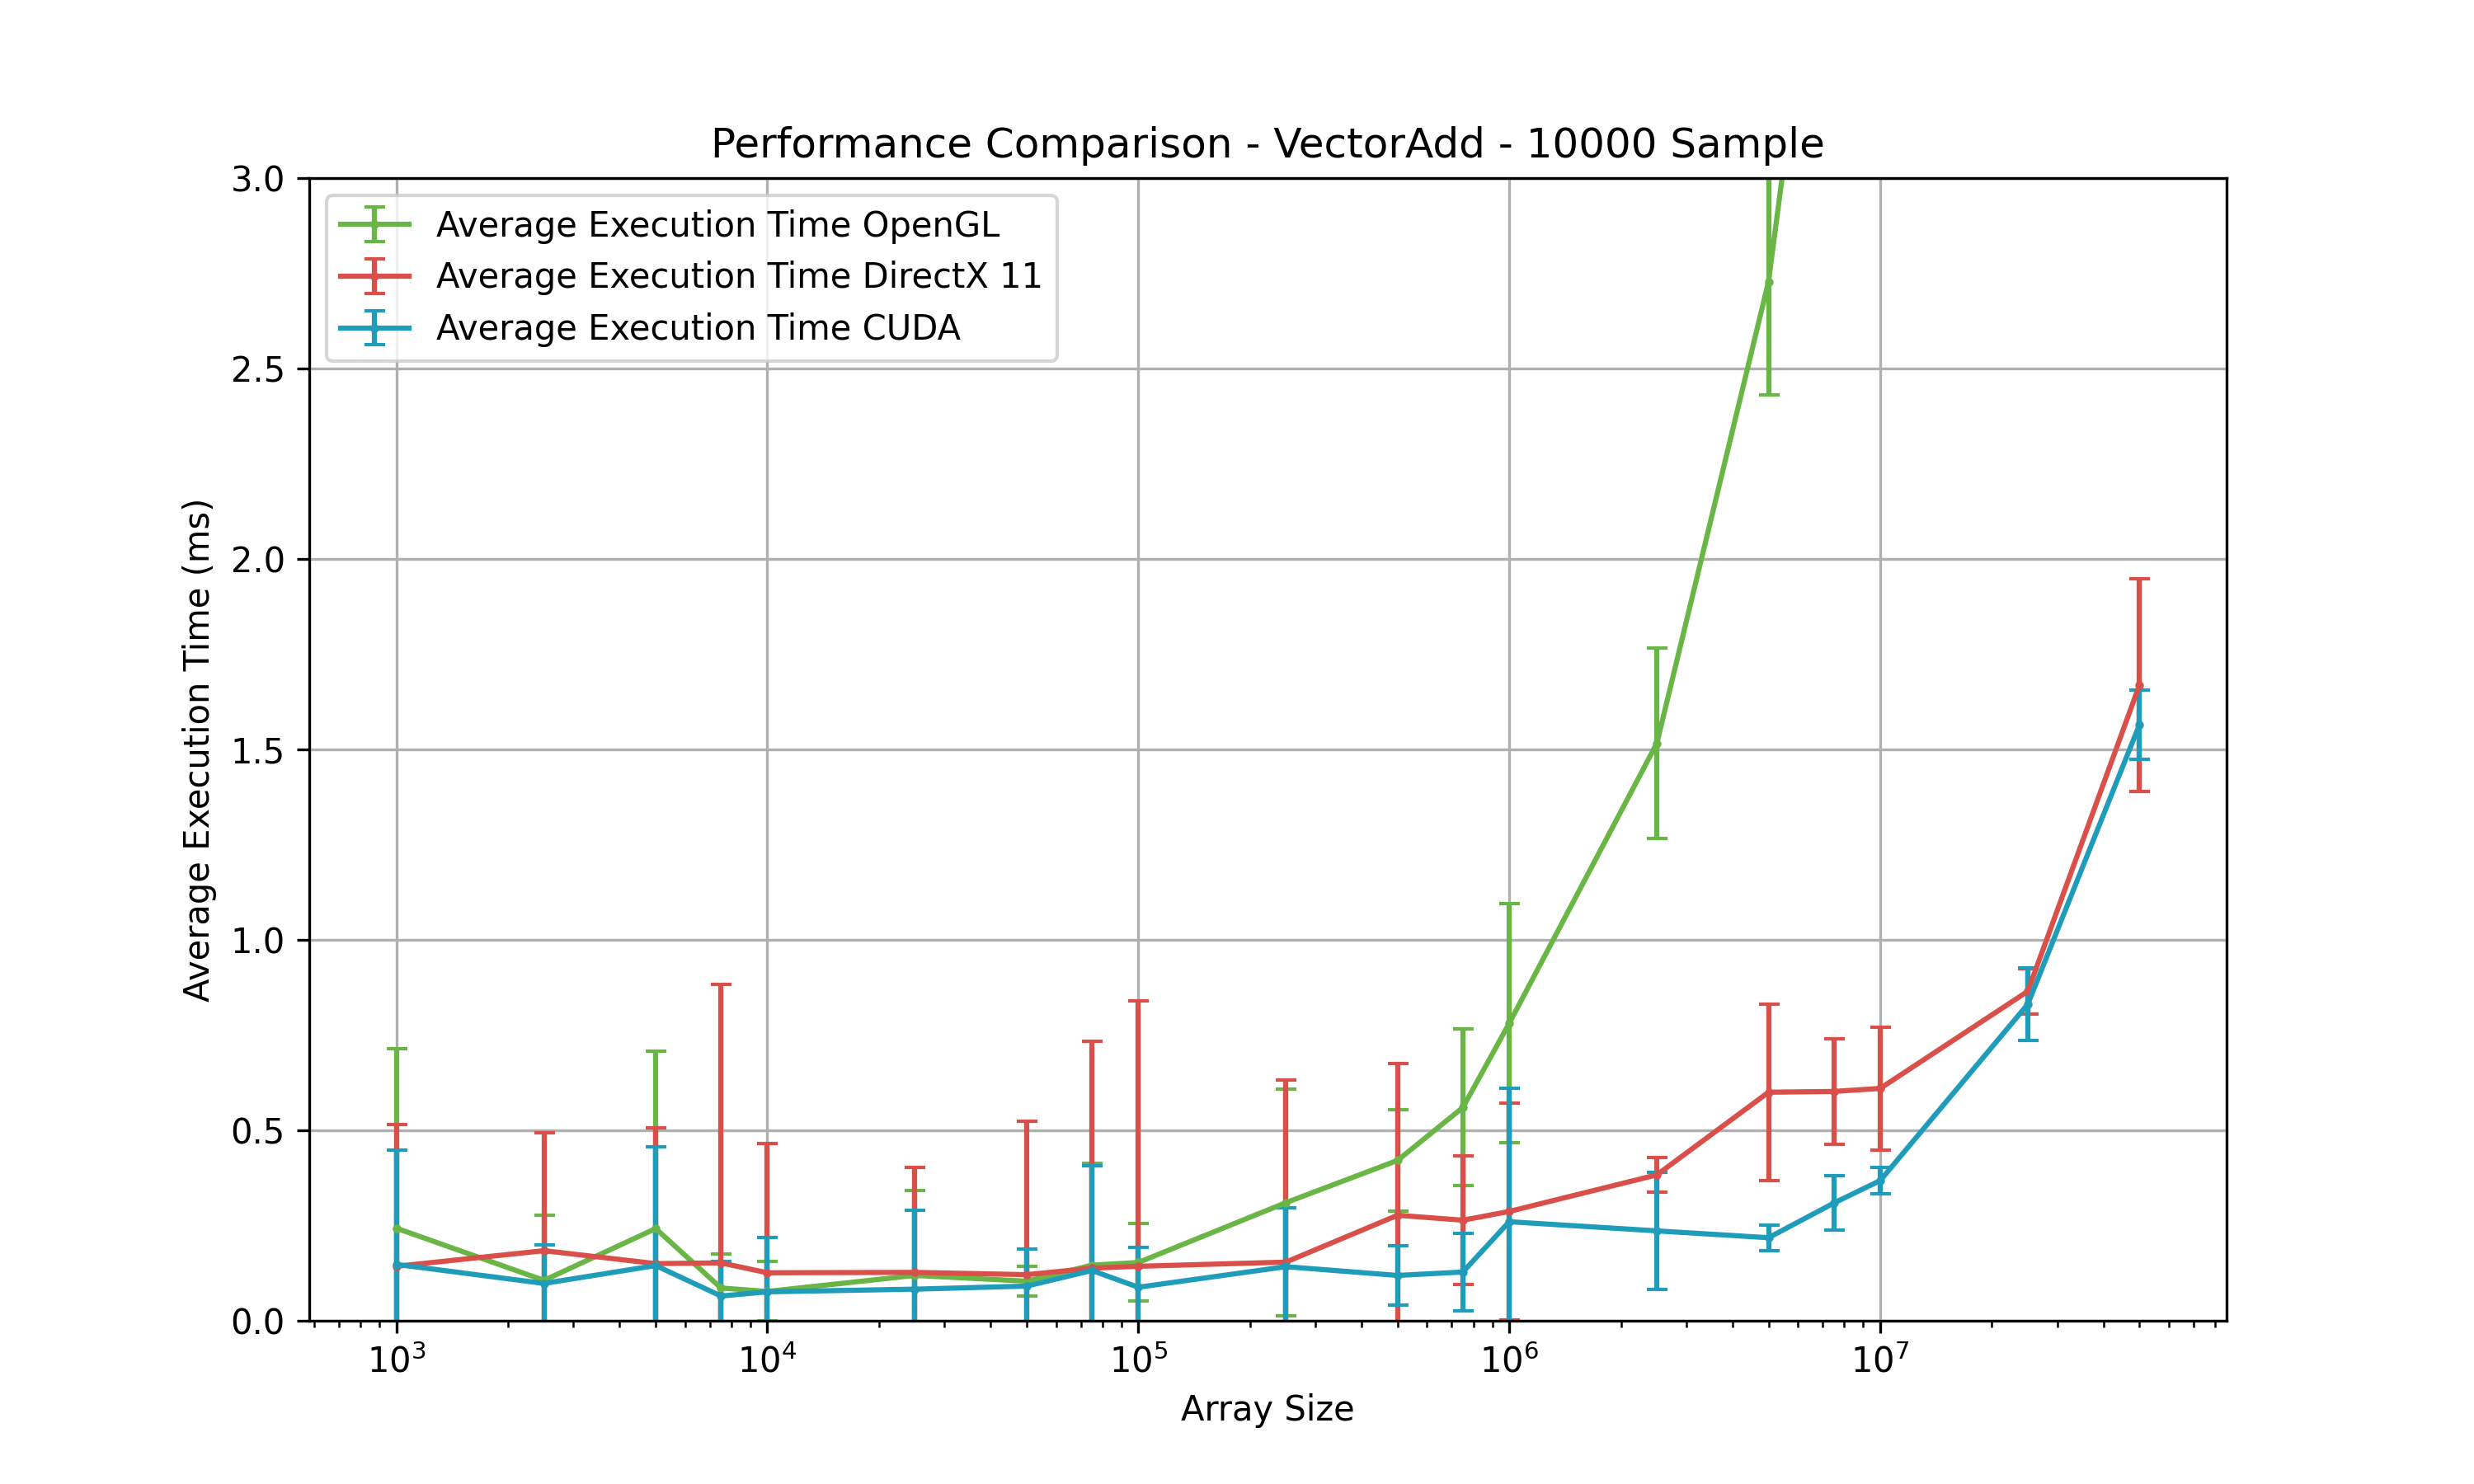 Performance Comparison - VectorAdd - 10000 Sample
Average Execution Time OpenGL
Average Execution Time DirectX 11
Average Execution Time CUDA
3.0
2.5
2.0
1.5
1.0
0.5
0.0
Average Execution Time (ms)
10³
10⁴
10⁵
10⁶
10⁷
Array Size